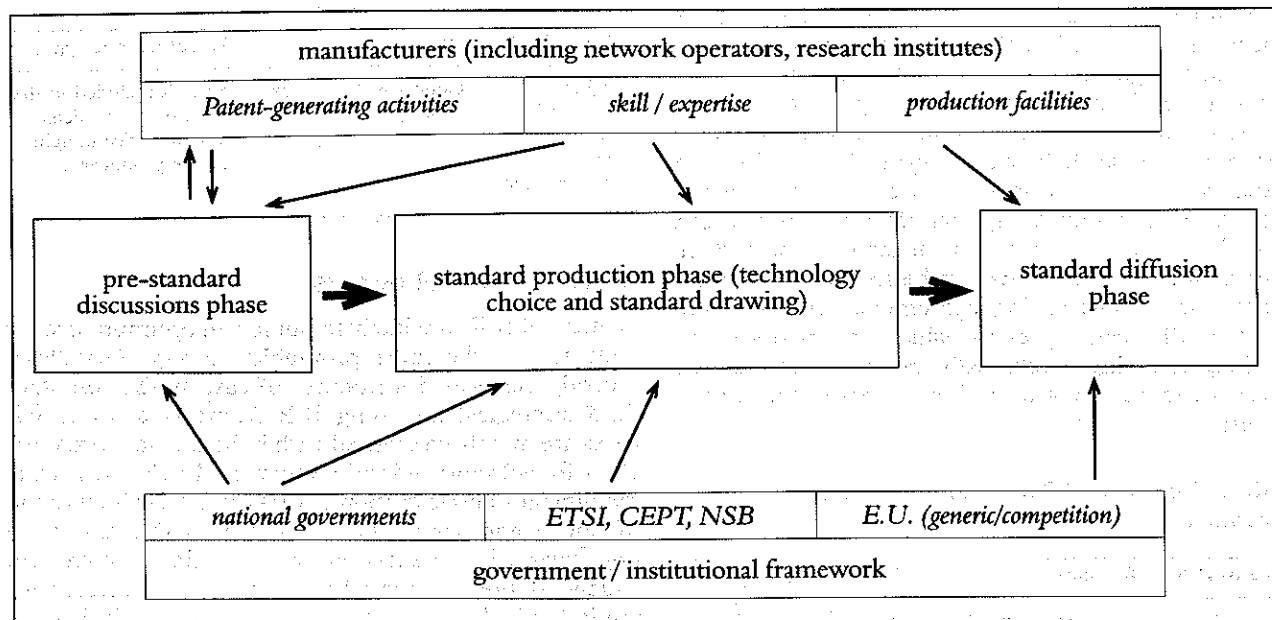 manufacturers (including network operators, research institutes)
Patent-generating activities
skill / expertise
production facilities
pre-standard
discussions phase
standard production phase (technology
choice and standard drawing)
standard diffusion
phase
national governments
ETSI, CEPT, NSB
E.U. (generic/competition)
government / institutional framework